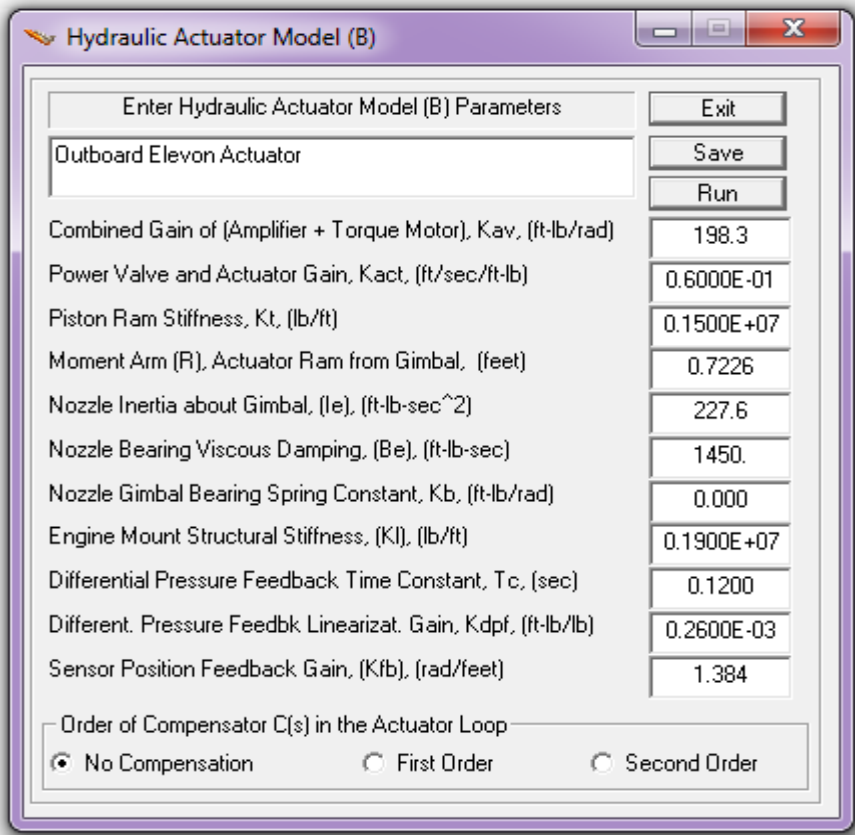 Hydraulic Actuator Model (B)
Enter Hydraulic Actuator Model (B) Parameters
Exit
Outboard Elevon Actuator
Save
Run
Combined Gain of (Amplifier + Torque Motor), Kav, (ft-lb/rad) 198.3
Power Valve and Actuator Gain, Kact, (ft/sec/ft-lb) 0.6000E-01
Piston Ram Stiffness, Kt, (lb/ft) 0.1500E+07
Moment Arm (R), Actuator Ram from Gimbal, (feet) 0.7226
Nozzle Inertia about Gimbal, (Ie), (ft-lb-sec^2) 227.6
Nozzle Bearing Viscous Damping, (Be), (ft-lb-sec) 1450.
Nozzle Gimbal Bearing Spring Constant, Kb, (ft-lb/rad) 0.000
Engine Mount Structural Stiffness, (Kl), (lb/ft) 0.1900E+07
Differential Pressure Feedback Time Constant, Tc, (sec) 0.1200
Different. Pressure Feedbk Linearizat. Gain, Kdpf, (ft-lb/lb) 0.2600E-03
Sensor Position Feedback Gain, (Kfb), (rad/feet) 1.384
Order of Compensator C(s) in the Actuator Loop
No Compensation First Order Second Order